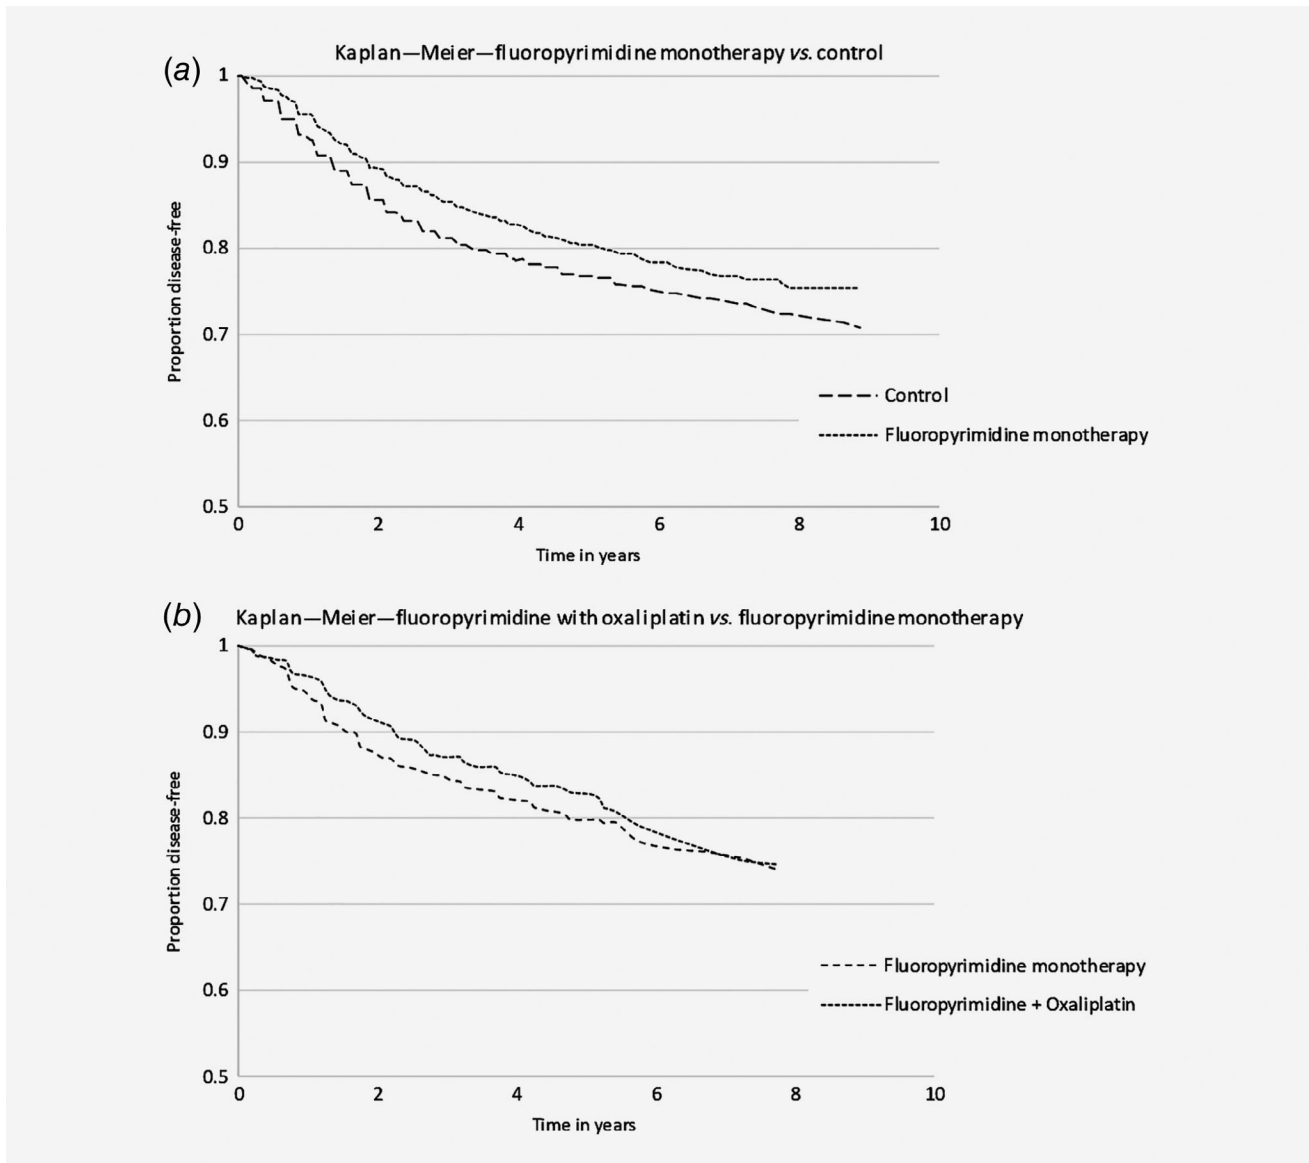 (a)
Kaplan—Meier—fluoropyrimidine monotherapy vs. control
1
0.9
0.8
0.7
0.6
0.5
Proportion disease-free
Control
Fluoropyrimidine monotherapy
0 2 4 6 8 10
Time in years
(b)
Kaplan—Meier—fluoropyrimidine with oxaliplatin vs. fluoropyrimidine monotherapy
1
0.9
0.8
0.7
0.6
0.5
Proportion disease-free
Fluoropyrimidine monotherapy
Fluoropyrimidine + Oxaliplatin
0 2 4 6 8 10
Time in years